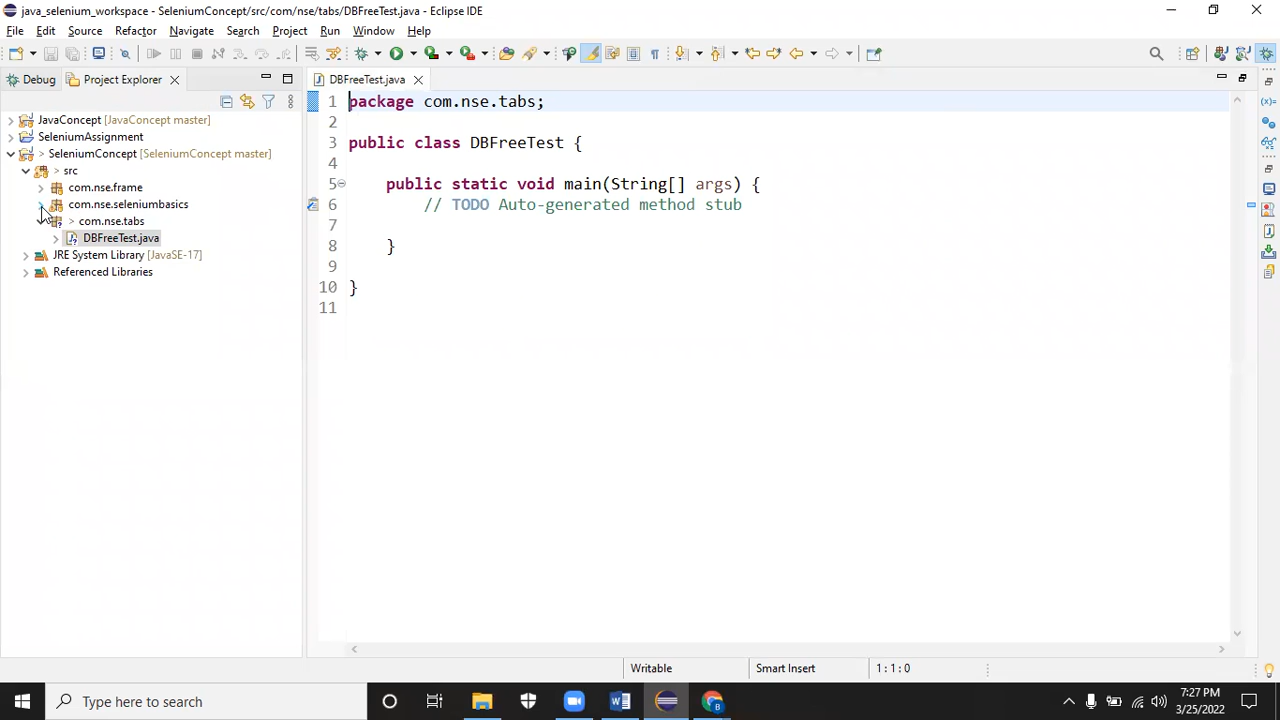 java_selenium_workspace - SeleniumConcept/src/com/nse/tabs/DBFreeTest.java - Eclipse IDE
File Edit Source Refactor Navigate Search Project Run Window Help
Debug Project Explorer DBFreeTest.java
JavaConcept [JavaConcept master]
SeleniumAssignment
> SeleniumConcept [SeleniumConcept master]
> src
com.nse.frame
com.nse.seleniumbasics
> com.nse.tabs
DBFreeTest.java
JRE System Library [JavaSE-17]
Referenced Libraries
1 package com.nse.tabs;
2
3 public class DBFreeTest {
4
5 public static void main(String[] args) {
6 // TODO Auto-generated method stub
7
8 }
9
10 }
11
Writable Smart Insert 1 : 1 : 0
Type here to search
7:27 PM
3/25/2022